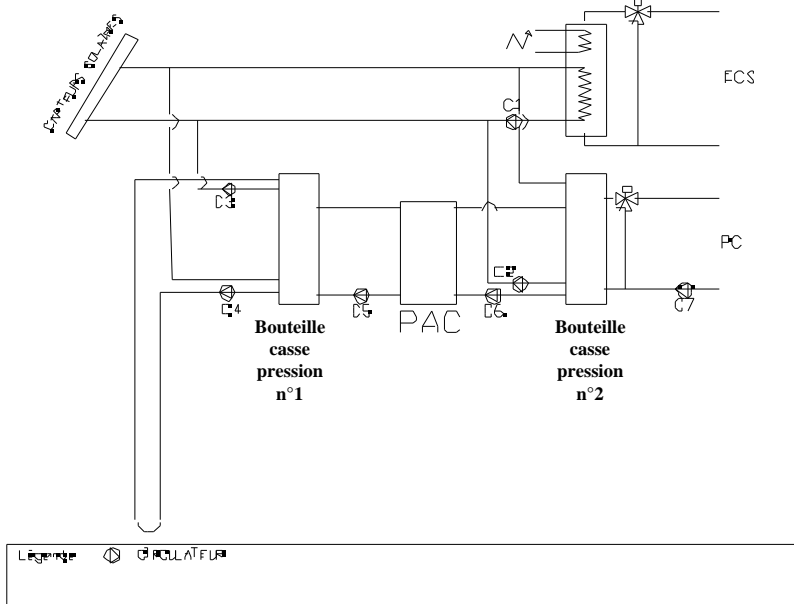 CAPTEURS SOLAIRES
ECS
C1
C3
PC
C2
C4
C5
PAC
C6
C7
Bouteille
casse
pression
n°1
Bouteille
casse
pression
n°2
Légende CIRCULATEUR